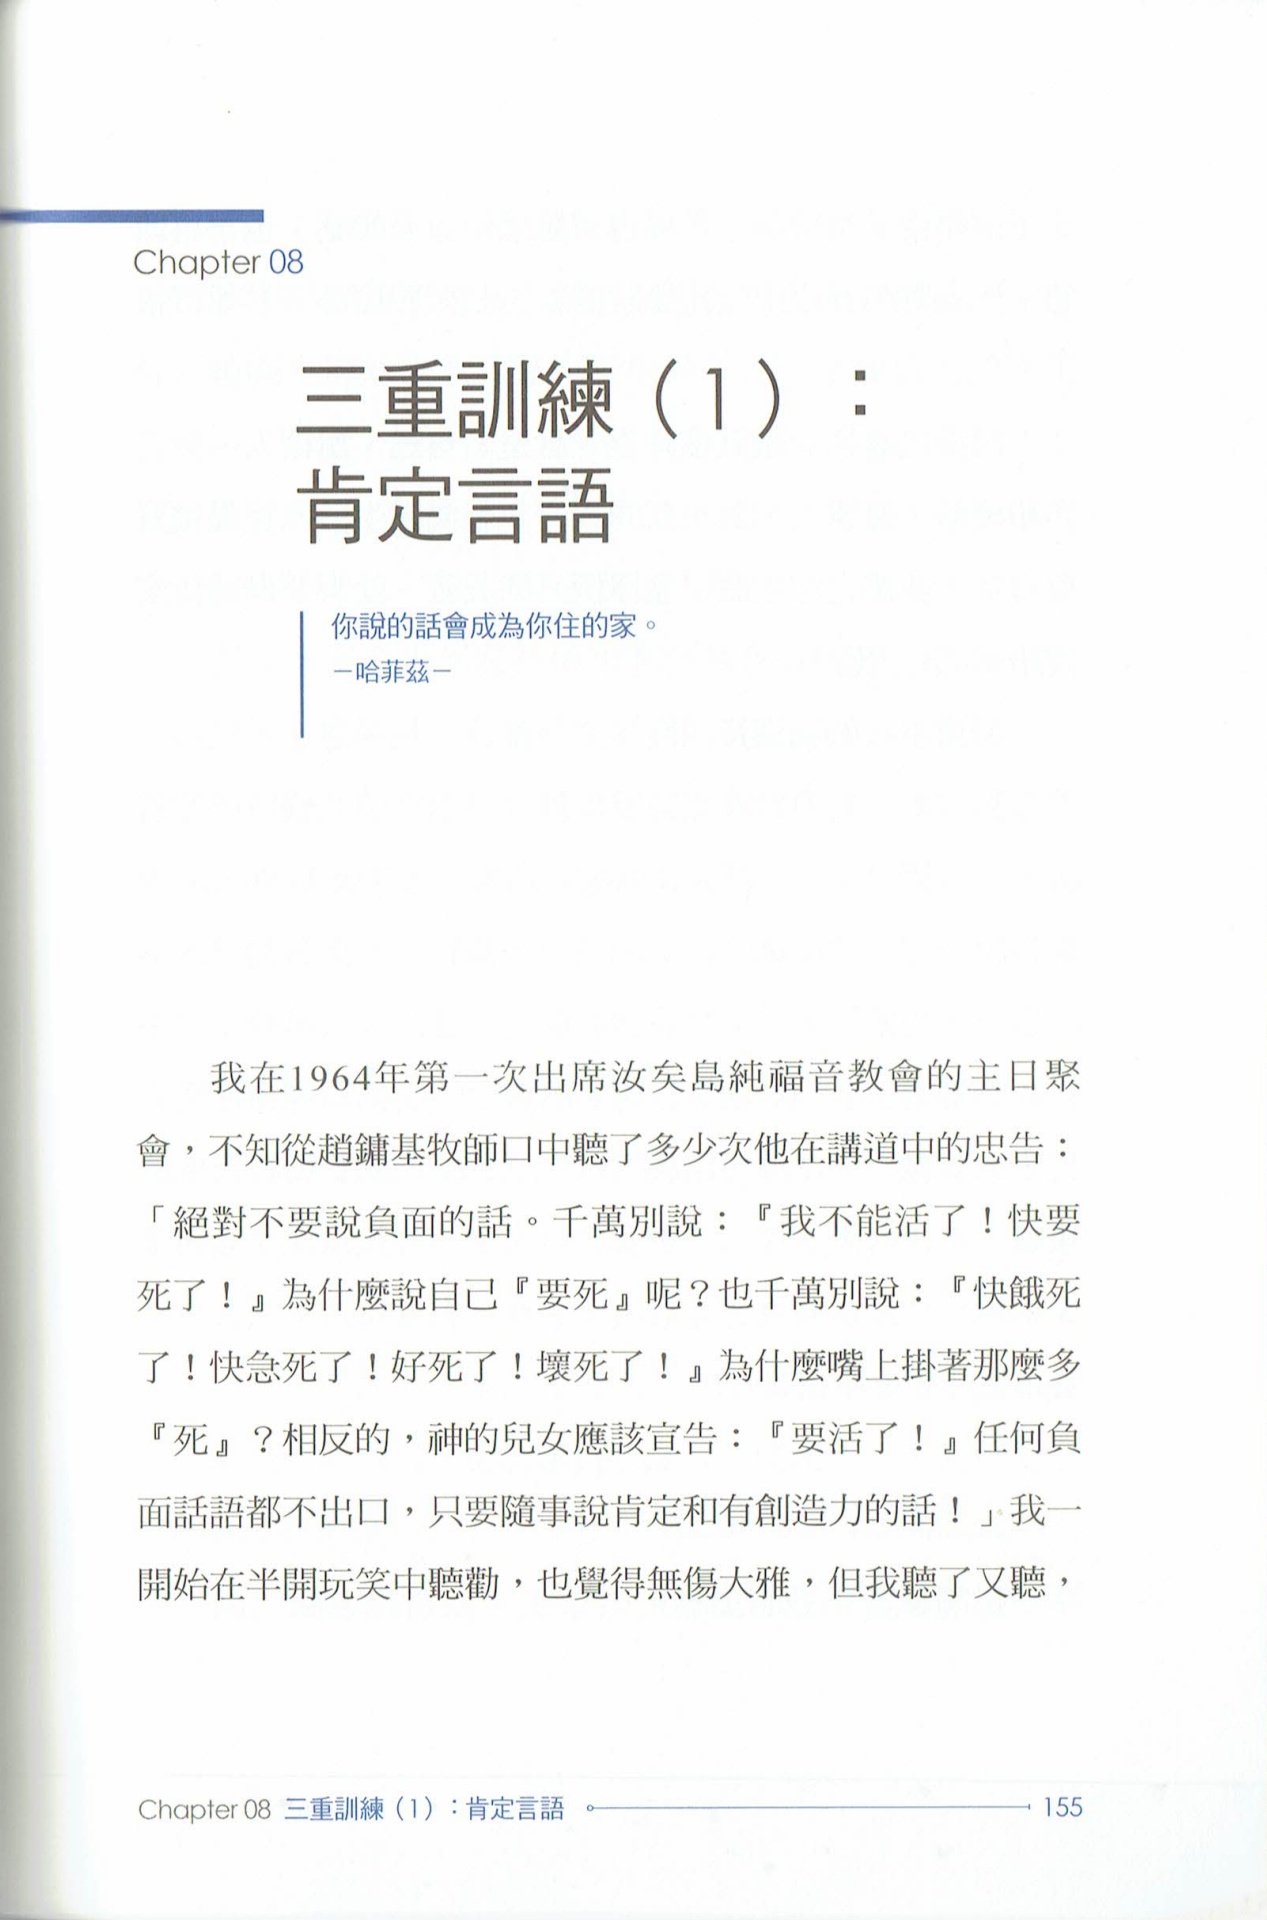 Chapter 08
三重訓練（1）：
肯定言語
你說的話會成為你住的家。
－哈菲茲－
我在1964年第一次出席汝矣島純福音教會的主日聚
會，不知從趙鏞基牧師口中聽了多少次他在講道中的忠告：
「絕對不要說負面的話。千萬別說：『我不能活了！快要
死了！』為什麼說自己『要死』呢？也千萬別說：『快餓死
了！快急死了！好死了！壞死了！』為什麼嘴上掛著那麼多
『死』？相反的，神的兒女應該宣告：『要活了！』任何負
面話語都不出口，只要隨事說肯定和有創造力的話！」我一
開始在半開玩笑中聽勸，也覺得無傷大雅，但我聽了又聽，
Chapter 08 三重訓練（1）：肯定言語 155